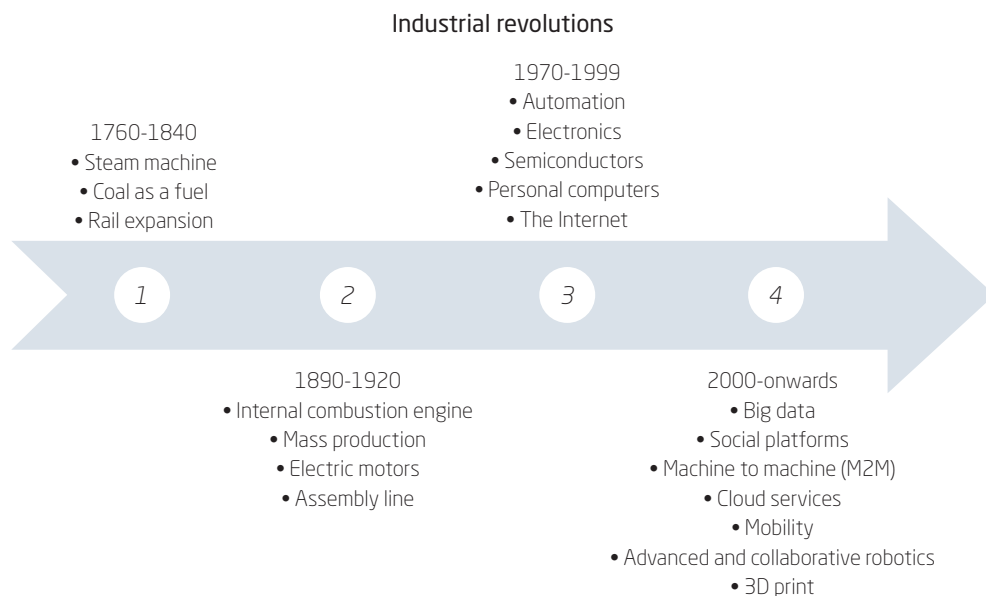 Industrial revolutions
1760-1840
• Steam machine
• Coal as a fuel
• Rail expansion
1970-1999
• Automation
• Electronics
• Semiconductors
• Personal computers
• The Internet
1
2
3
4
1890-1920
• Internal combustion engine
• Mass production
• Electric motors
• Assembly line
2000-onwards
• Big data
• Social platforms
• Machine to machine (M2M)
• Cloud services
• Mobility
• Advanced and collaborative robotics
• 3D print